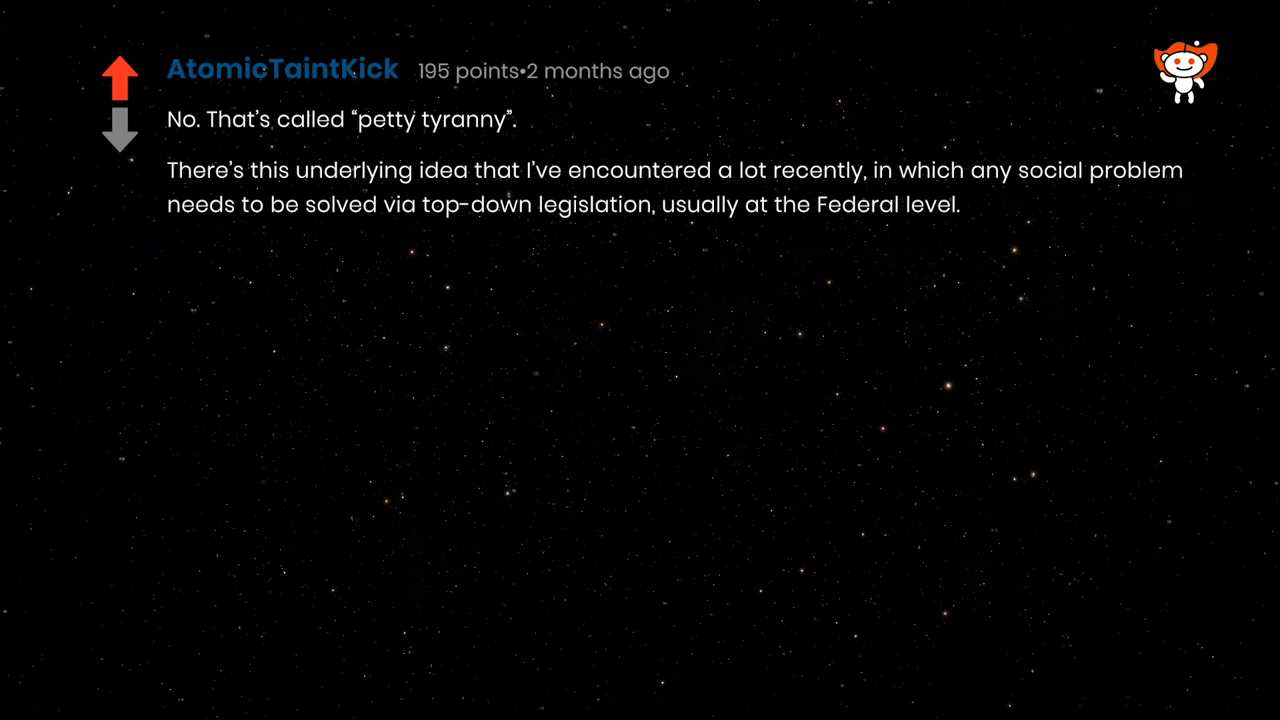 AtomicTaintKick 195 points•2 months ago
No. That’s called “petty tyranny”.
There’s this underlying idea that I’ve encountered a lot recently, in which any social problem
needs to be solved via top-down legislation, usually at the Federal level.